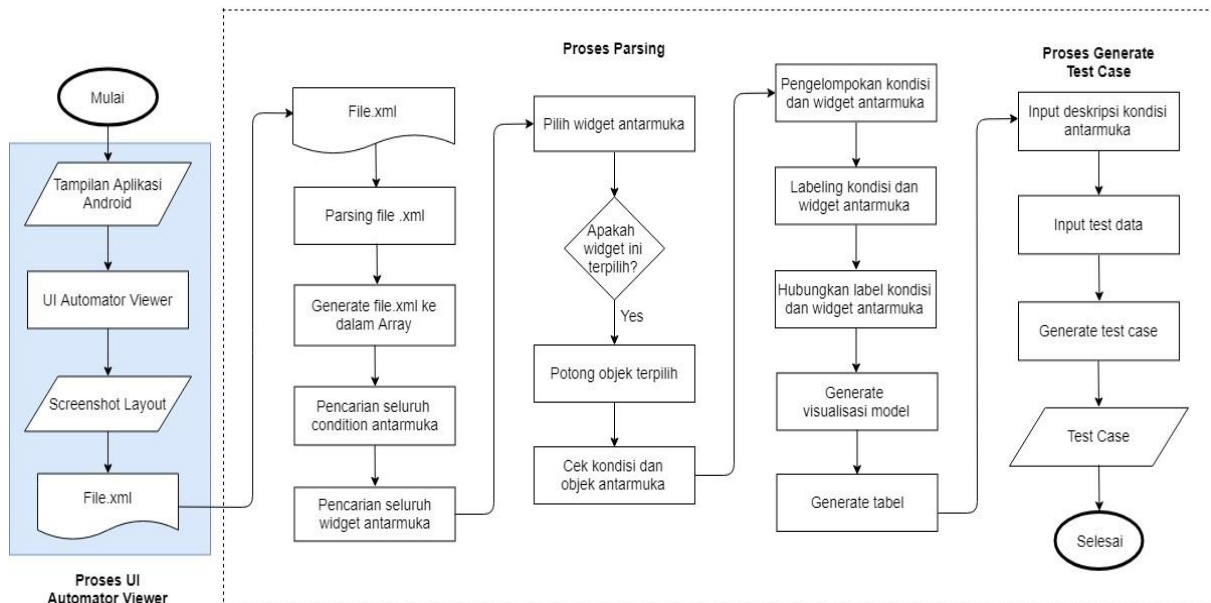 Mulai
Tampilan Aplikasi
Android
UI Automator Viewer
Screenshot Layout
File.xml
Proses UI
Automator Viewer
Proses Parsing
File.xml
Parsing file .xml
Generate file.xml ke
dalam Array
Pencarian seluruh
condition antarmuka
Pencarian seluruh
widget antarmuka
Pilih widget antarmuka
Apakah
widget ini
terpilih?
Yes
Potong objek terpilih
Cek kondisi dan
objek antarmuka
Pengelompokan kondisi
dan widget antarmuka
Labeling kondisi dan
widget antarmuka
Hubungkan label kondisi
dan widget antarmuka
Generate
visualisasi model
Generate tabel
Proses Generate
Test Case
Input deskripsi kondisi
antarmuka
Input test data
Generate test case
Test Case
Selesai